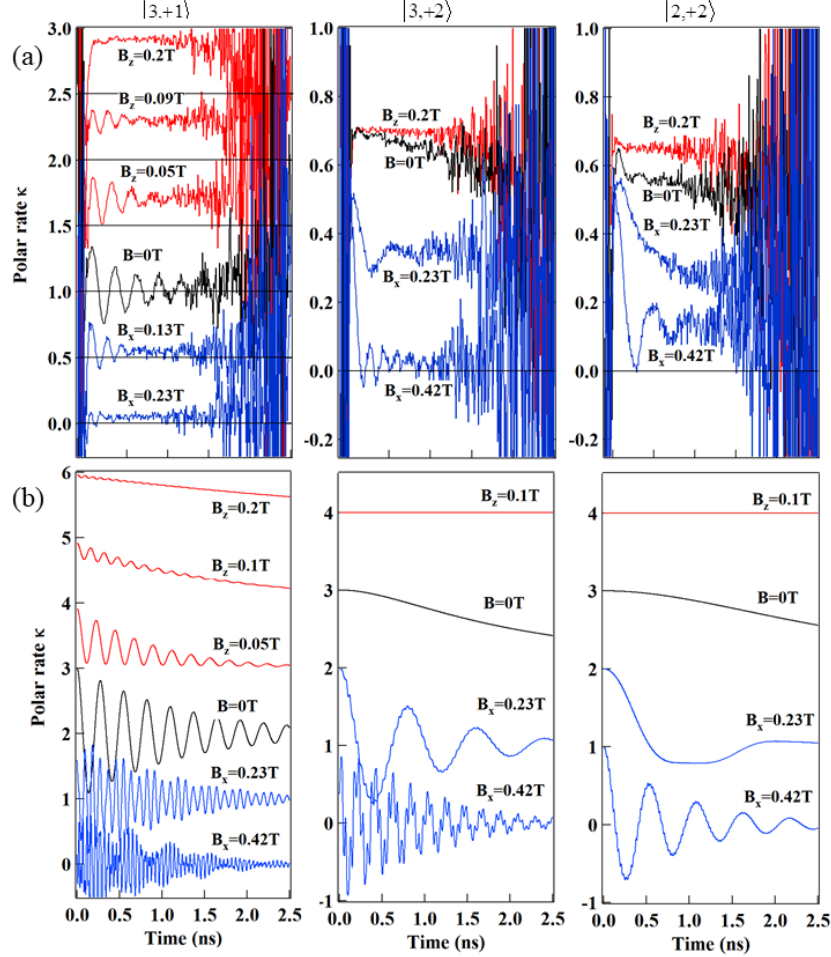 |3,+1⟩ |3,+2⟩ |2,+2⟩
(a)
Polar rate κ
3.0
2.5
2.0
1.5
1.0
0.5
0.0
B_z=0.2T
B_z=0.09T
B_z=0.05T
B=0T
B_x=0.13T
B_x=0.23T
1.0
0.8
0.6
0.4
0.2
0.0
-0.2
B_z=0.2T
B=0T
B_x=0.23T
B_x=0.42T
1.0
0.8
0.6
0.4
0.2
0.0
-0.2
B_z=0.2T
B=0T
B_x=0.23T
B_x=0.42T
(b)
Polar rate κ
6
5
4
3
2
1
0
B_z=0.2T
B_z=0.1T
B_z=0.05T
B=0T
B_x=0.23T
B_x=0.42T
0.0 0.5 1.0 1.5 2.0 2.5
Time (ns)
4
3
2
1
0
-1
B_z=0.1T
B=0T
B_x=0.23T
B_x=0.42T
0.0 0.5 1.0 1.5 2.0 2.5
Time (ns)
4
3
2
1
0
-1
B_z=0.1T
B=0T
B_x=0.23T
B_x=0.42T
0.0 0.5 1.0 1.5 2.0 2.5
Time (ns)